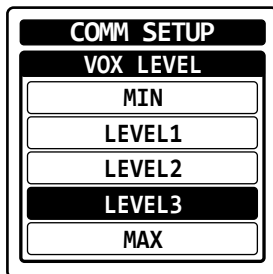 COMM SETUP
VOX LEVEL
MIN
LEVEL1
LEVEL2
LEVEL3
MAX